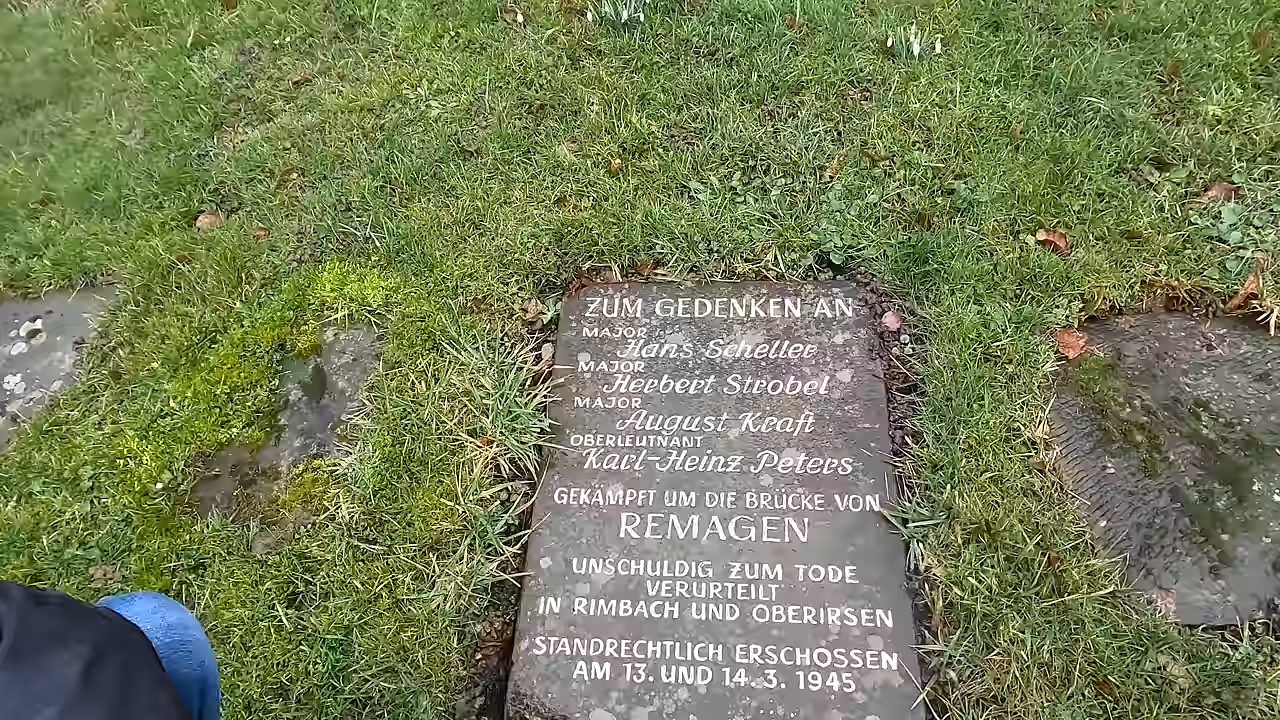 ZUM GEDENKEN AN
MAJOR
Hans Scheller
MAJOR
Herbert Strobel
MAJOR
August Kraft
OBERLEUTNANT
Karl-Heinz Peters
GEKÄMPFT UM DIE BRÜCKE VON
REMAGEN
UNSCHULDIG ZUM TODE
VERURTEILT
IN RIMBACH UND OBERIRSEN
STANDRECHTLICH ERSCHOSSEN
AM 13. UND 14. 3. 1945